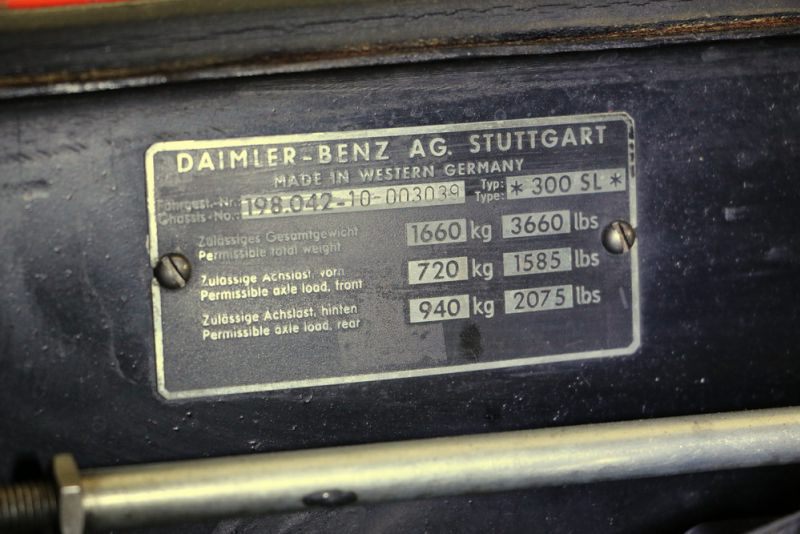 DAIMLER-BENZ AG. STUTTGART
MADE IN WESTERN GERMANY
Fahrgest.-Nr. Typ:
Chassis-No.: 198.042-10-003039 Type: * 300 SL *
Zulässiges Gesamtgewicht
Permissible total weight 1660 kg 3660 lbs
Zulässige Achslast, vorn
Permissible axle load, front 720 kg 1585 lbs
Zulässige Achslast, hinten
Permissible axle load, rear 940 kg 2075 lbs